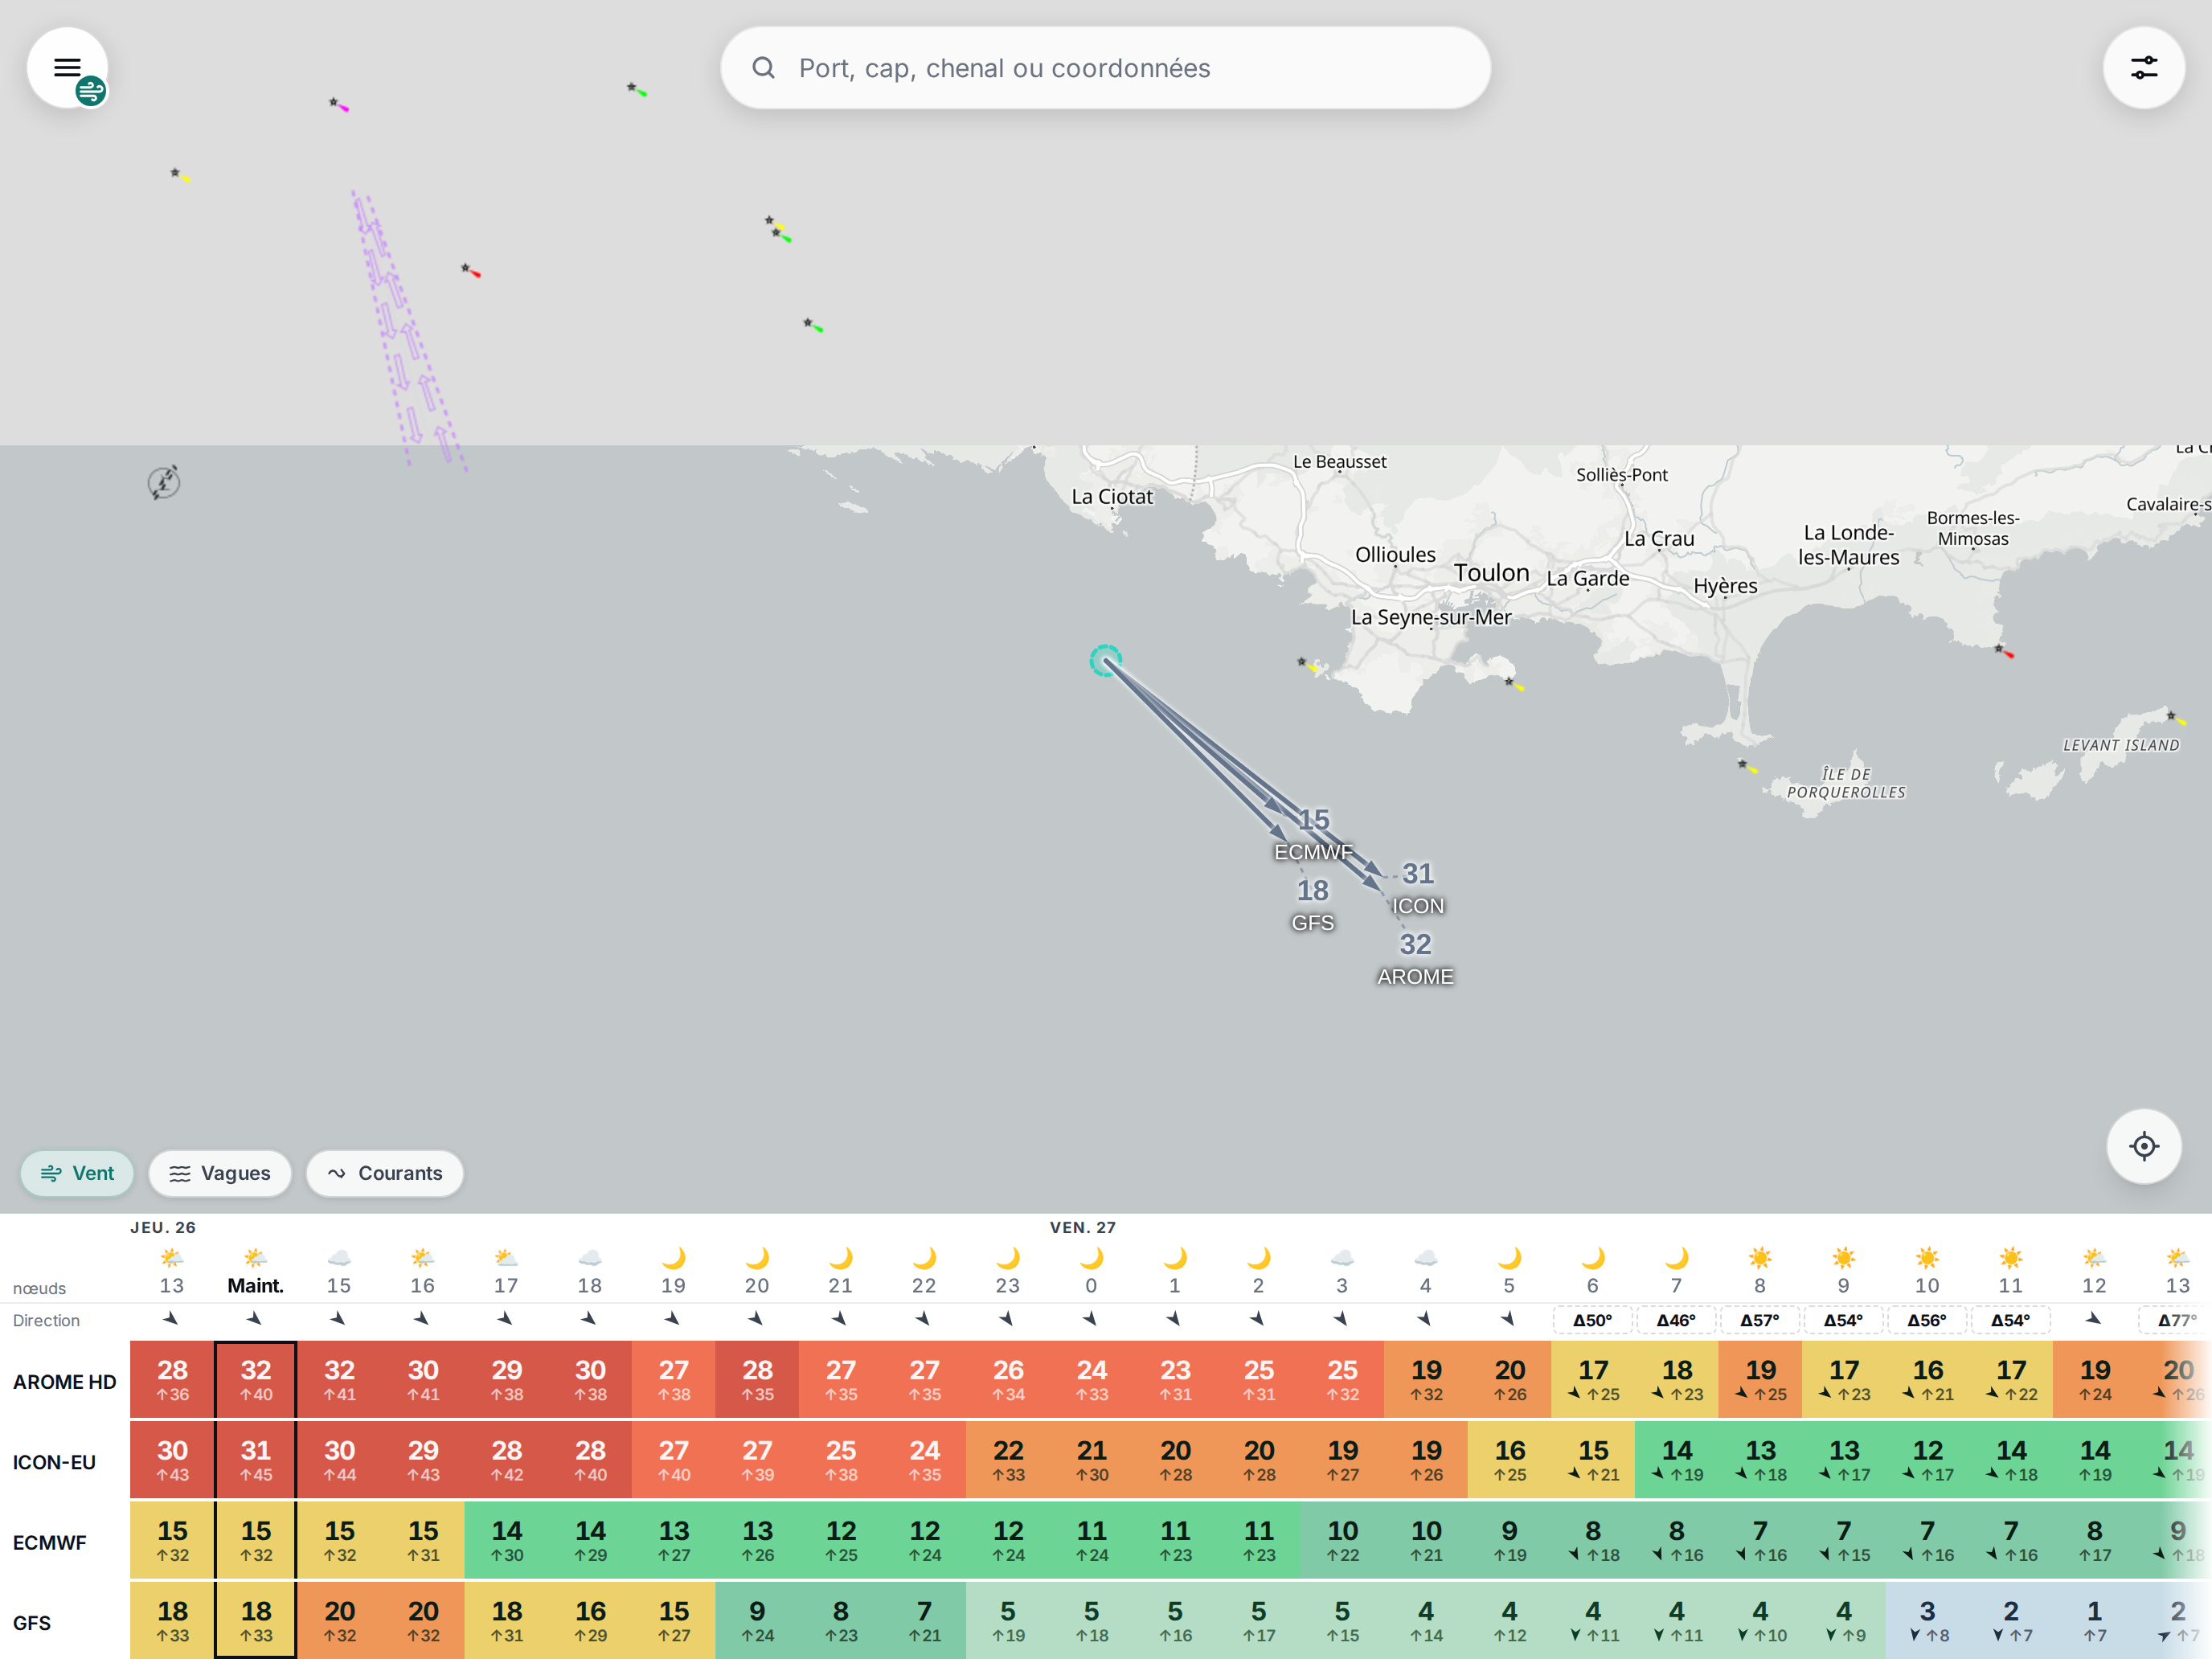 Port, cap, chenal ou coordonnées
Le Beausset
Solliès-Pont
La Ciotat
Cavalaire-s
Bormes-les-
Mimosas
La Londe-
les-Maures
La Crau
Ollioules
Toulon
La Garde
Hyères
La Seyne-sur-Mer
LEVANT ISLAND
ÎLE DE
PORQUEROLLES
15
ECMWF
31
ICON
18
GFS
32
AROME
Vent
Vagues
Courants
JEU. 26 VEN. 27
nœuds 13 Maint. 15 16 17 18 19 20 21 22 23 0 1 2 3 4 5 6 7 8 9 10 11 12 13
Direction Δ50° Δ46° Δ57° Δ54° Δ56° Δ54° Δ77°
AROME HD 28 32 32 30 29 30 27 28 27 27 26 24 23 25 25 19 20 17 18 19 17 16 17 19 20
↑36 ↑40 ↑41 ↑41 ↑38 ↑38 ↑38 ↑35 ↑35 ↑35 ↑34 ↑33 ↑31 ↑31 ↑32 ↑32 ↑26 ↑25 ↑23 ↑25 ↑23 ↑21 ↑22 ↑24 ↑26
ICON-EU 30 31 30 29 28 28 27 27 25 24 22 21 20 20 19 19 16 15 14 13 13 12 14 14 14
↑43 ↑45 ↑44 ↑43 ↑42 ↑40 ↑40 ↑39 ↑38 ↑35 ↑33 ↑30 ↑28 ↑28 ↑27 ↑26 ↑25 ↑21 ↑19 ↑18 ↑17 ↑17 ↑18 ↑19 ↑19
ECMWF 15 15 15 15 14 14 13 13 12 12 12 11 11 11 10 10 9 8 8 7 7 7 7 8 9
↑32 ↑32 ↑32 ↑31 ↑30 ↑29 ↑27 ↑26 ↑25 ↑24 ↑24 ↑24 ↑23 ↑23 ↑22 ↑21 ↑19 ↑18 ↑16 ↑16 ↑15 ↑16 ↑16 ↑17 ↑18
GFS 18 18 20 20 18 16 15 9 8 7 5 5 5 5 5 4 4 4 4 4 4 3 2 1 2
↑33 ↑33 ↑32 ↑32 ↑31 ↑29 ↑27 ↑24 ↑23 ↑21 ↑19 ↑18 ↑16 ↑17 ↑15 ↑14 ↑12 ↑11 ↑11 ↑10 ↑9 ↑8 ↑7 ↑7 ↑7